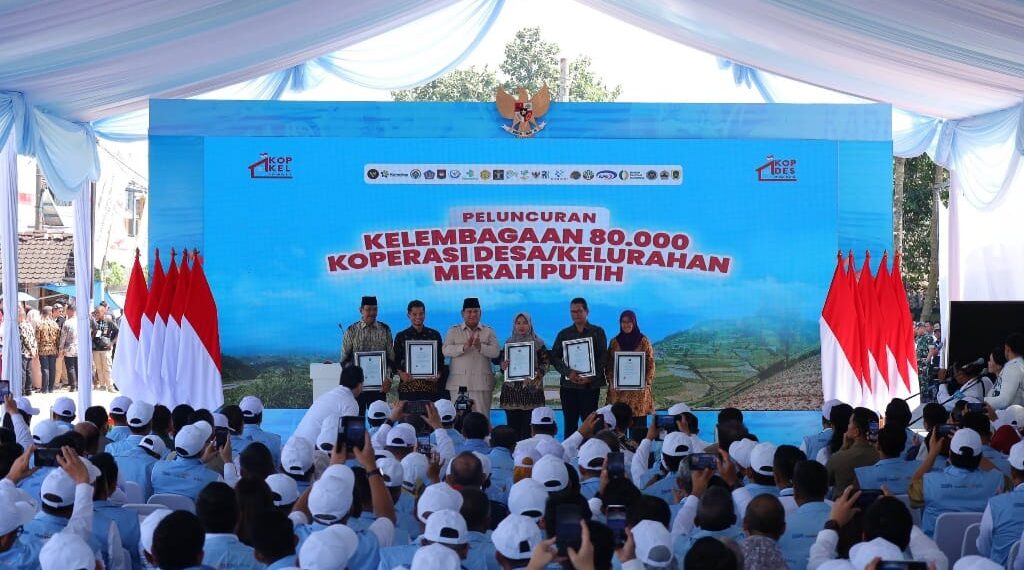 KOP
KEL
KOP
DES
PELUNCURAN
KELEMBAGAAN 80.000
KOPERASI DESA/KELURAHAN
MERAH PUTIH